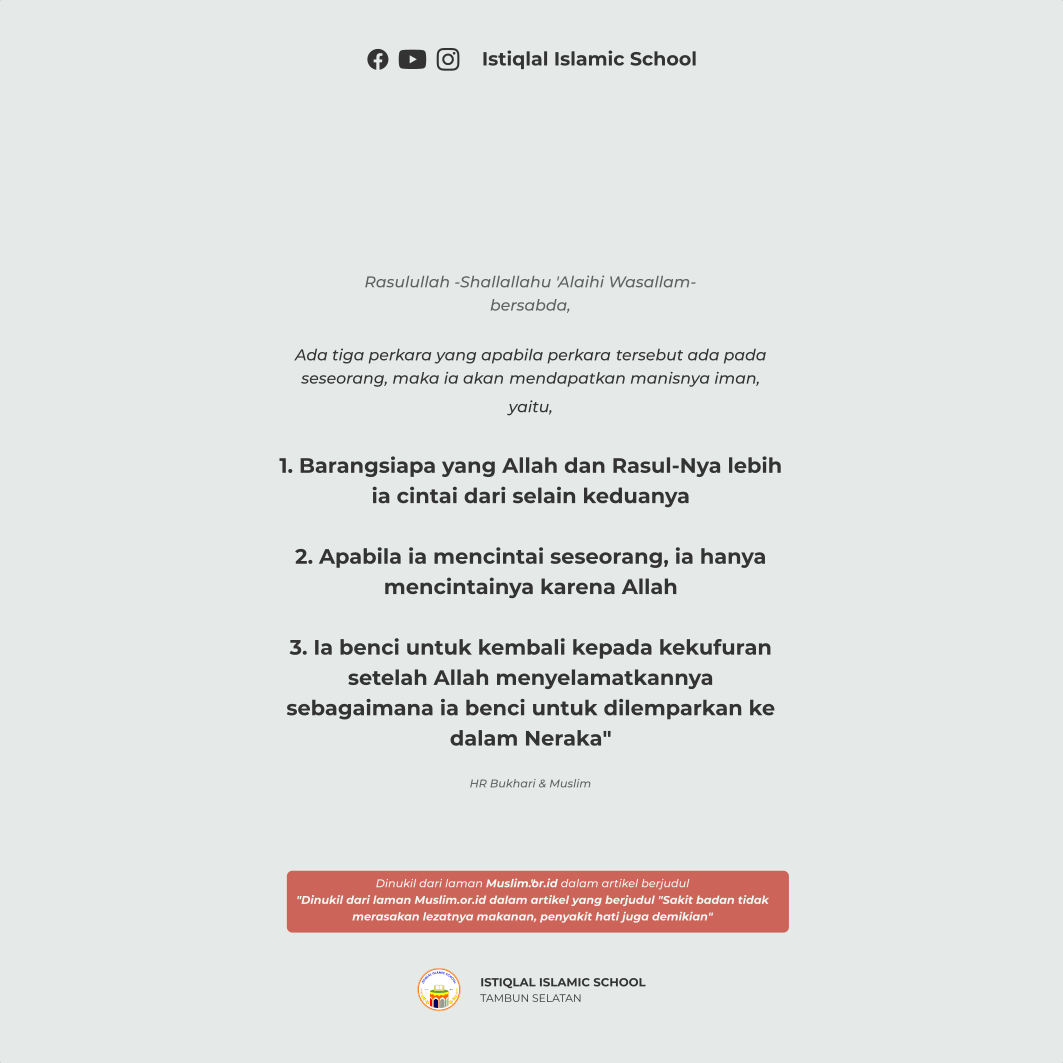 Istiqlal Islamic School
Rasulullah -Shallallahu 'Alaihi Wasallam-
bersabda,
Ada tiga perkara yang apabila perkara tersebut ada pada
seseorang, maka ia akan mendapatkan manisnya iman,
yaitu,
1. Barangsiapa yang Allah dan Rasul-Nya lebih
ia cintai dari selain keduanya
2. Apabila ia mencintai seseorang, ia hanya
mencintainya karena Allah
3. Ia benci untuk kembali kepada kekufuran
setelah Allah menyelamatkannya
sebagaimana ia benci untuk dilemparkan ke
dalam Neraka"
HR Bukhari & Muslim
Dinukil dari laman Muslim.or.id dalam artikel berjudul
"Dinukil dari laman Muslim.or.id dalam artikel yang berjudul "Sakit badan tidak
merasakan lezatnya makanan, penyakit hati juga demikian"
ISTIQLAL ISLAMIC SCHOOL
ISTIQLAL ISLAMIC SCHOOL
TAMBUN SELATAN